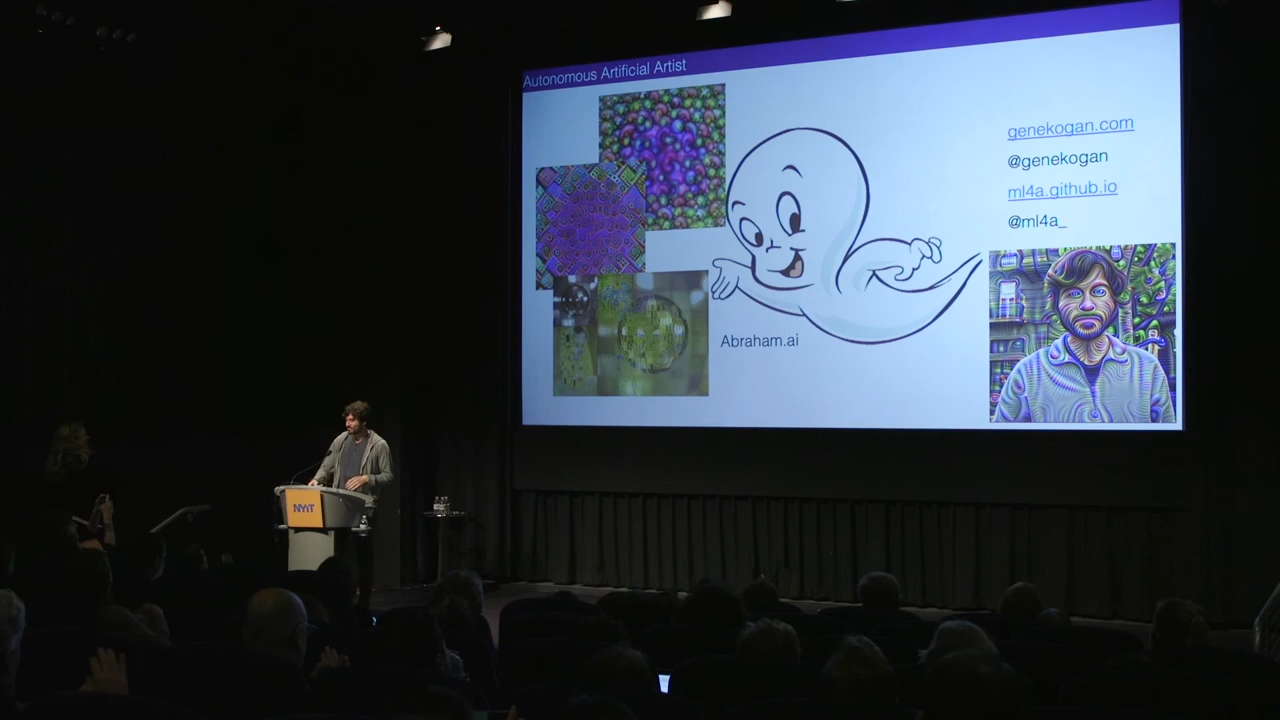 Autonomous Artificial Artist
genekogan.com
@genekogan
ml4a.github.io
@ml4a_
Abraham.ai
NYIT